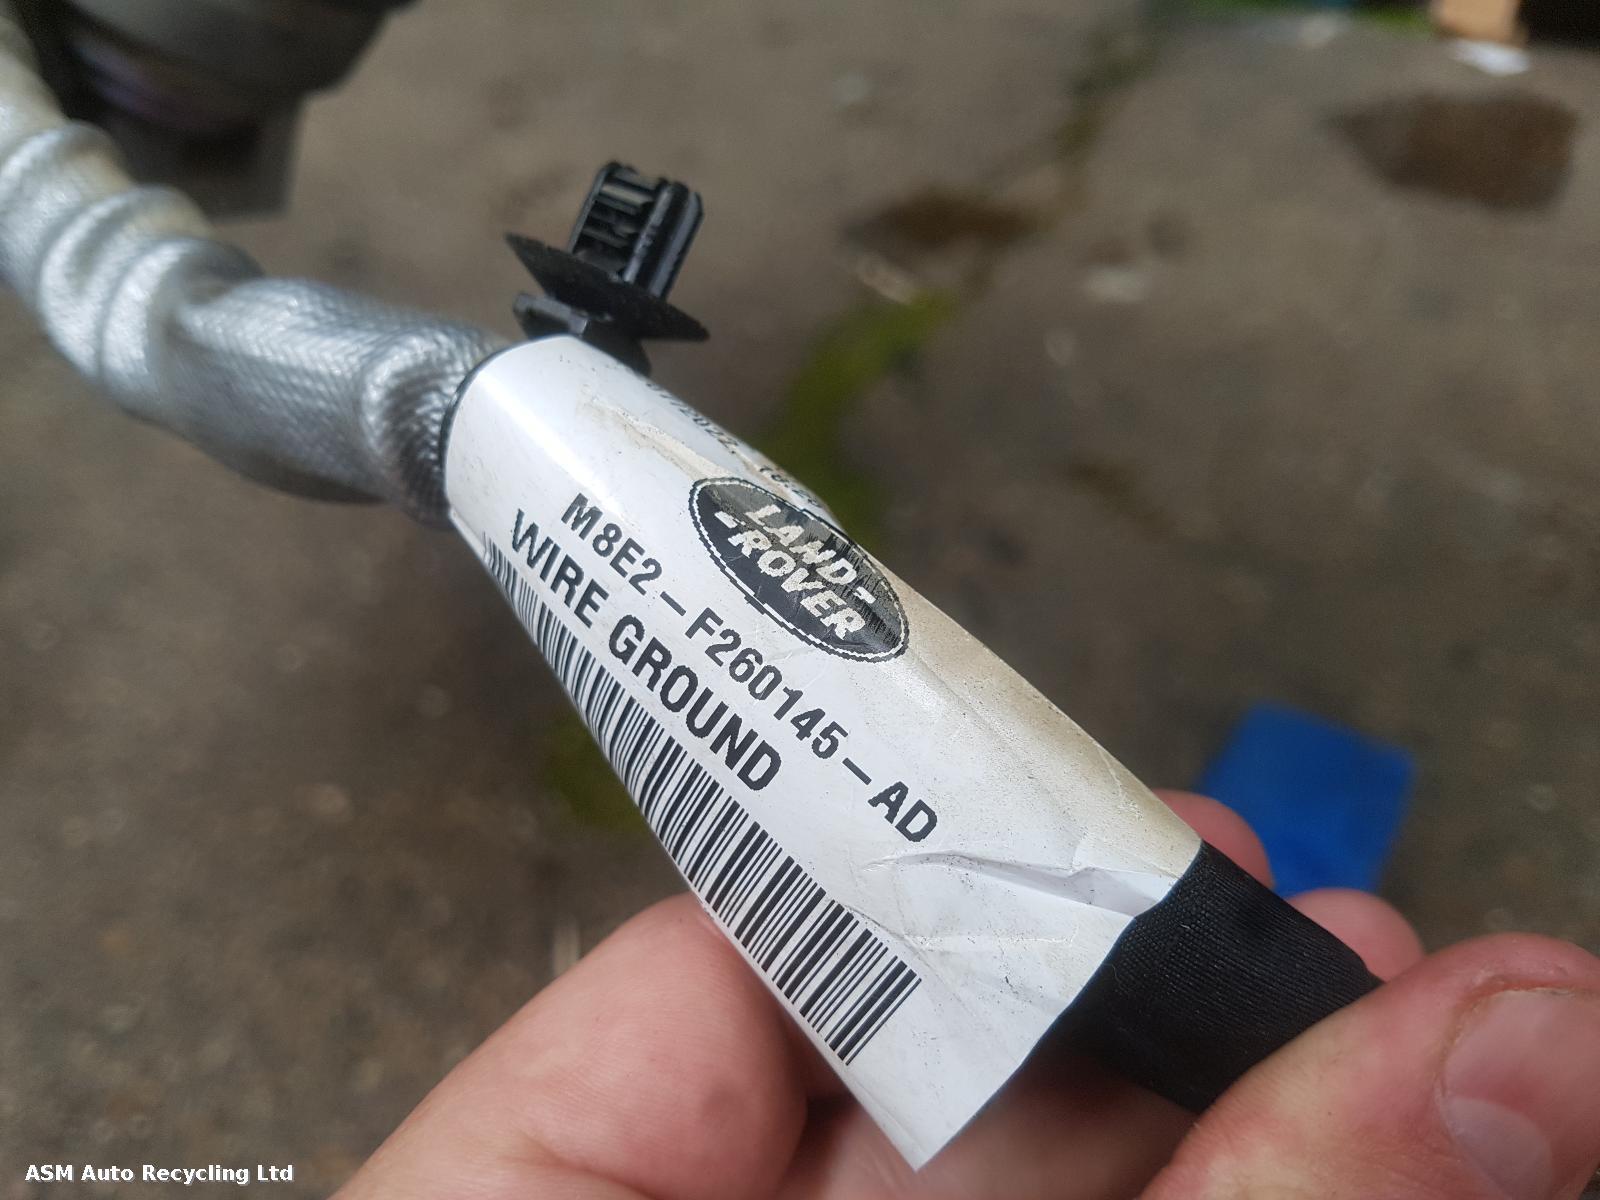 LAND-
-ROVER
M8E2-F260145-AD
WIRE GROUND
ASM Auto Recycling Ltd